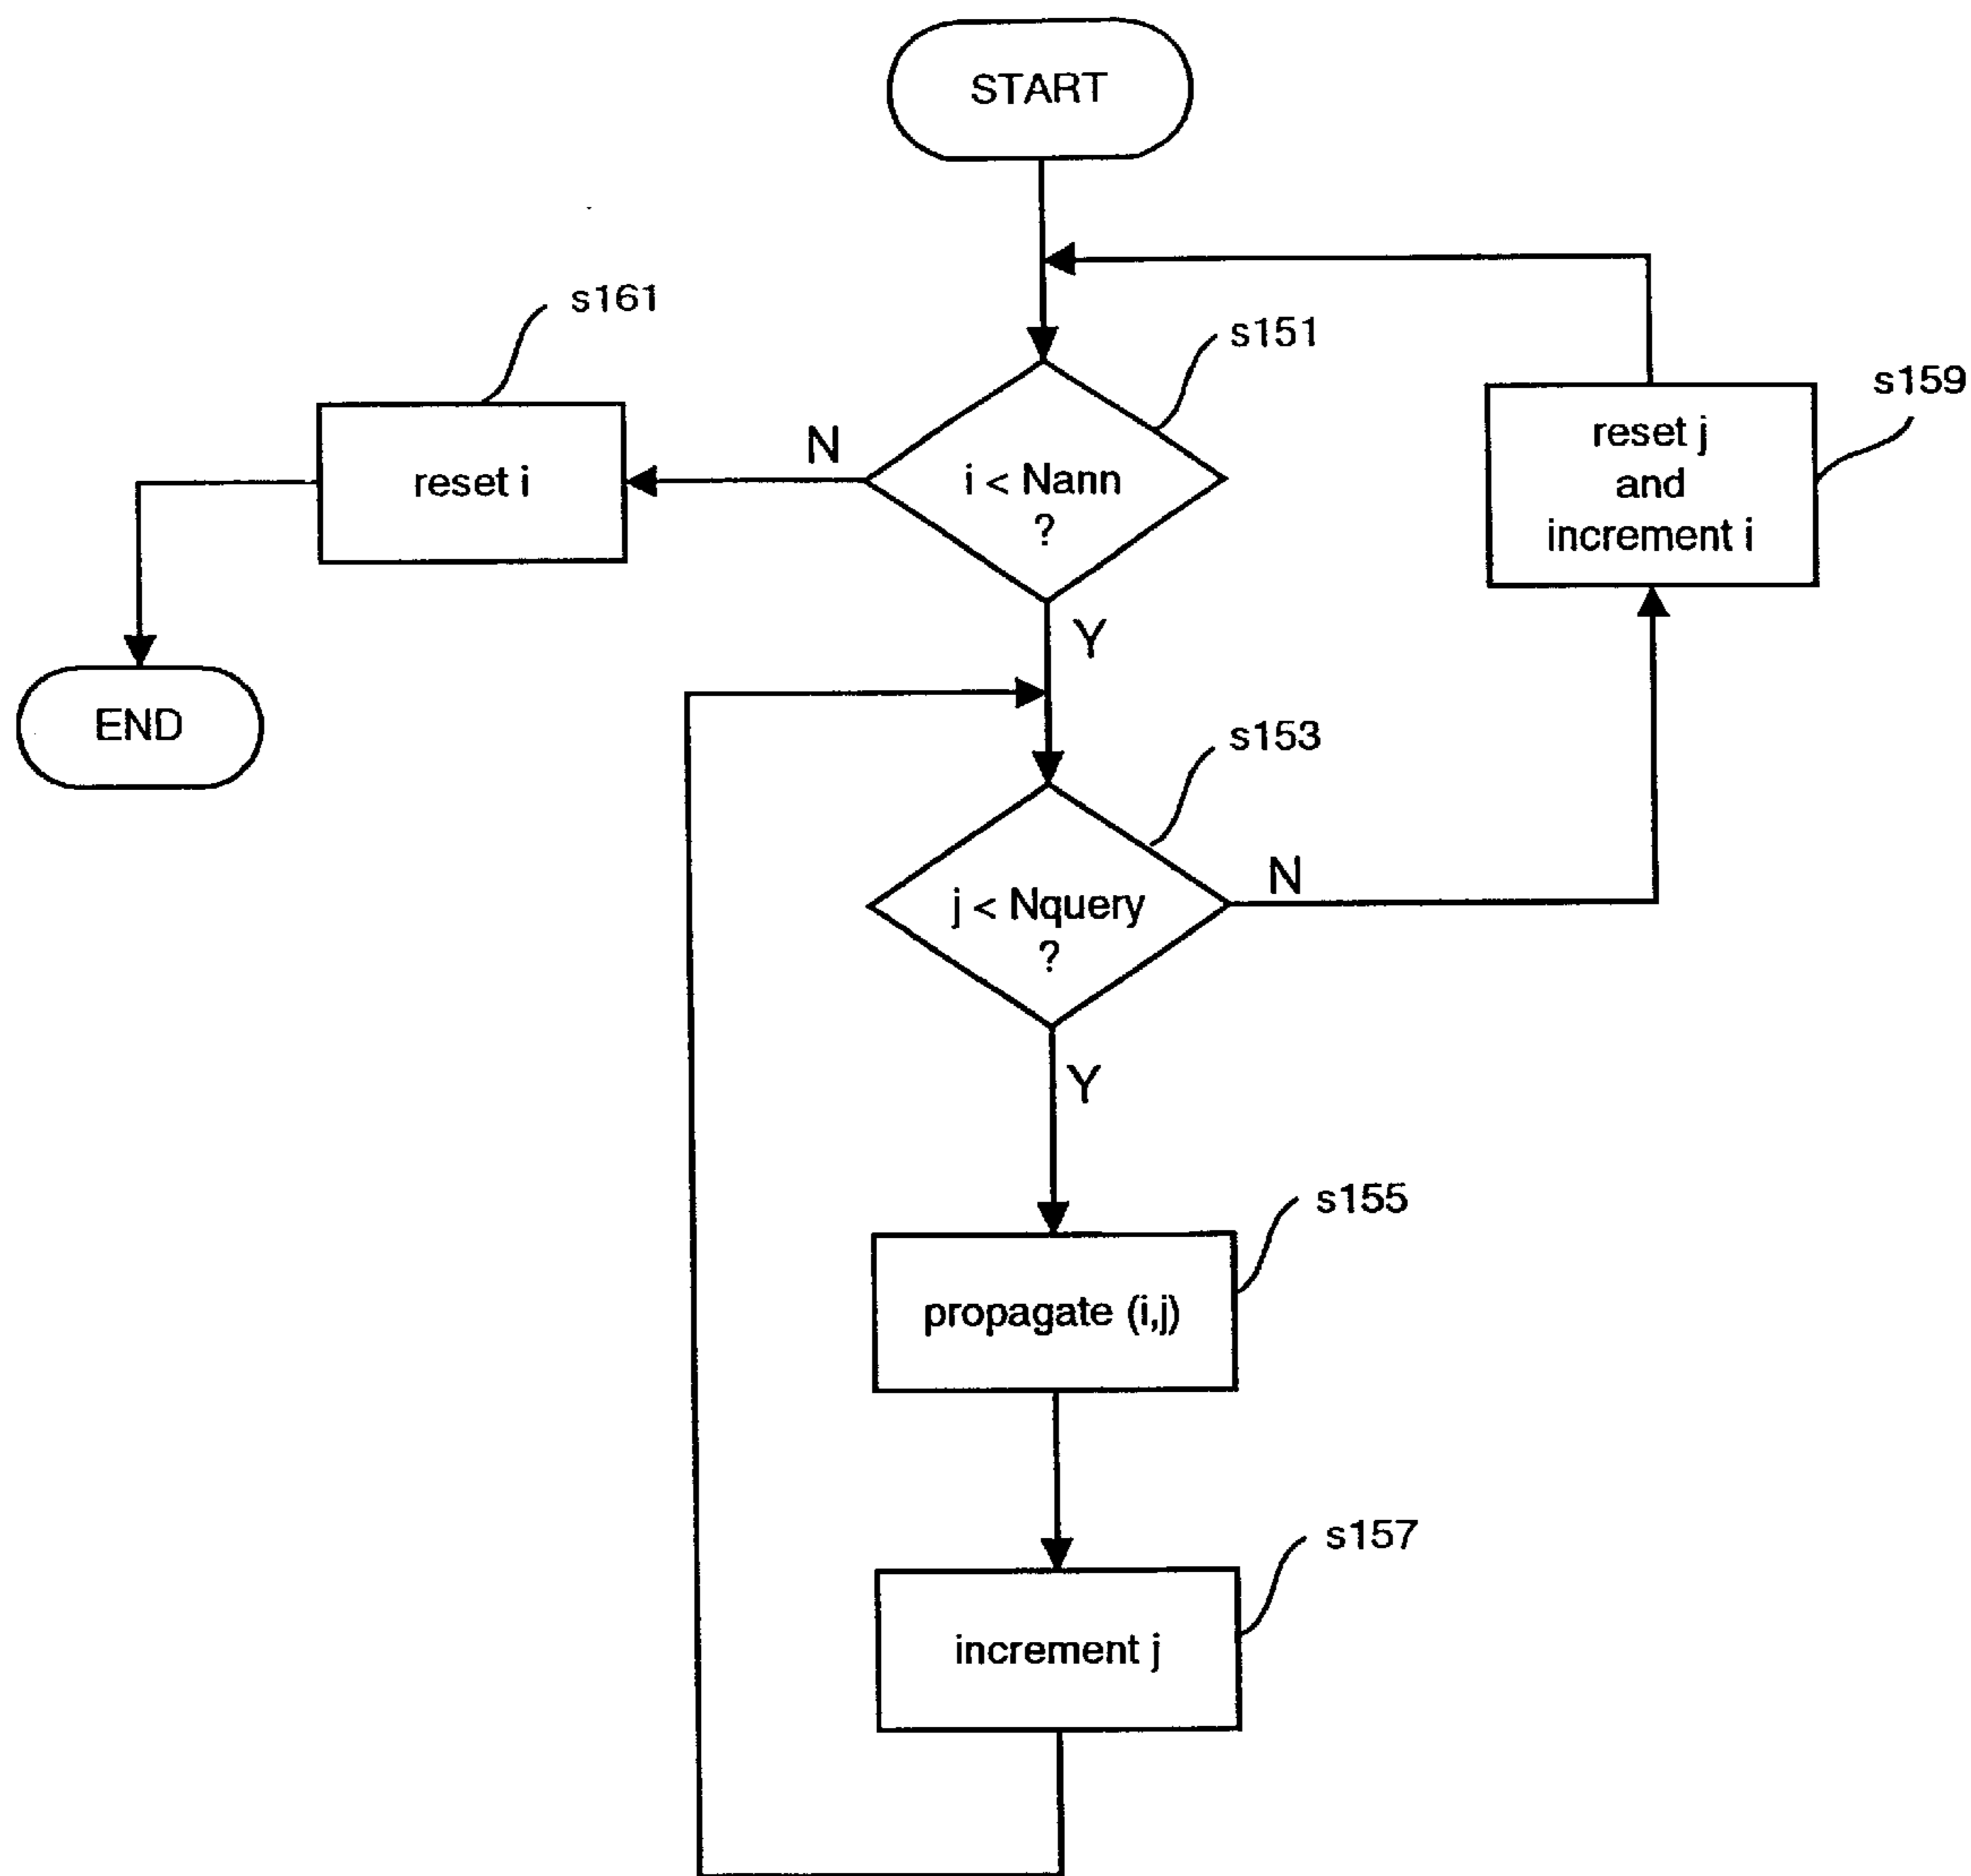 START
s161
s151
s159
reset i
N
i < Nann
?
reset j
and
increment i
Y
END
s153
j < Nquery
?
N
Y
s155
propagate (i,j)
s157
increment j